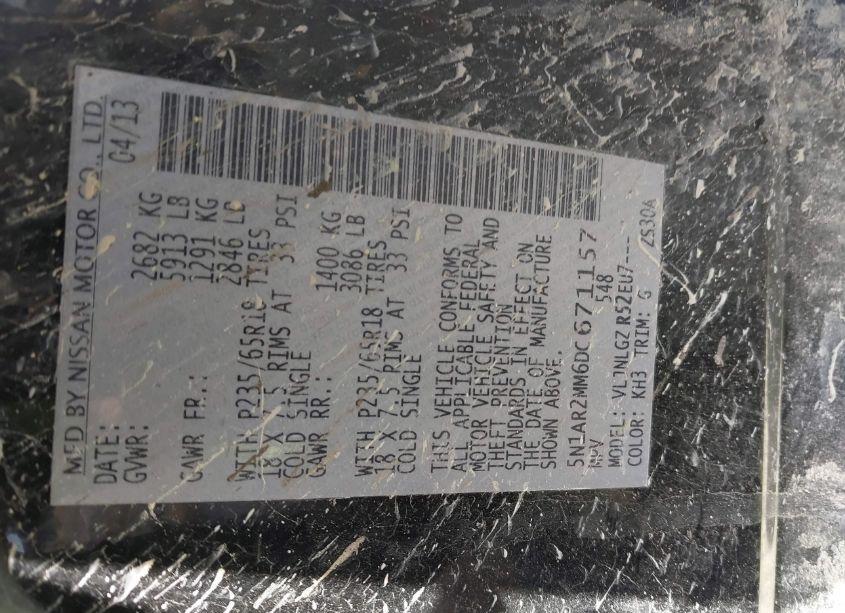 MFD BY NISSAN MOTOR CO., LTD.
DATE: 04/13
GVWR: 2682 KG
5913 LB
GAWR FR.: 1291 KG
2846 LB
WITH P235/65R18 TIRES
18 X 7.5 RIMS AT 33 PSI
COLD SINGLE
GAWR RR.: 1400 KG
3086 LB
WITH P235/65R18 TIRES
18 X 7.5 RIMS AT 33 PSI
COLD SINGLE
THIS VEHICLE CONFORMS TO
ALL APPLICABLE FEDERAL
MOTOR VEHICLE SAFETY AND
THEFT PREVENTION
STANDARDS IN EFFECT ON
THE DATE OF MANUFACTURE
SHOWN ABOVE.
5N1AR2MM6DC671157
MPV 548
MODEL: VLJNLGZ R52EU7---
COLOR: KH3 TRIM: G ZS30A